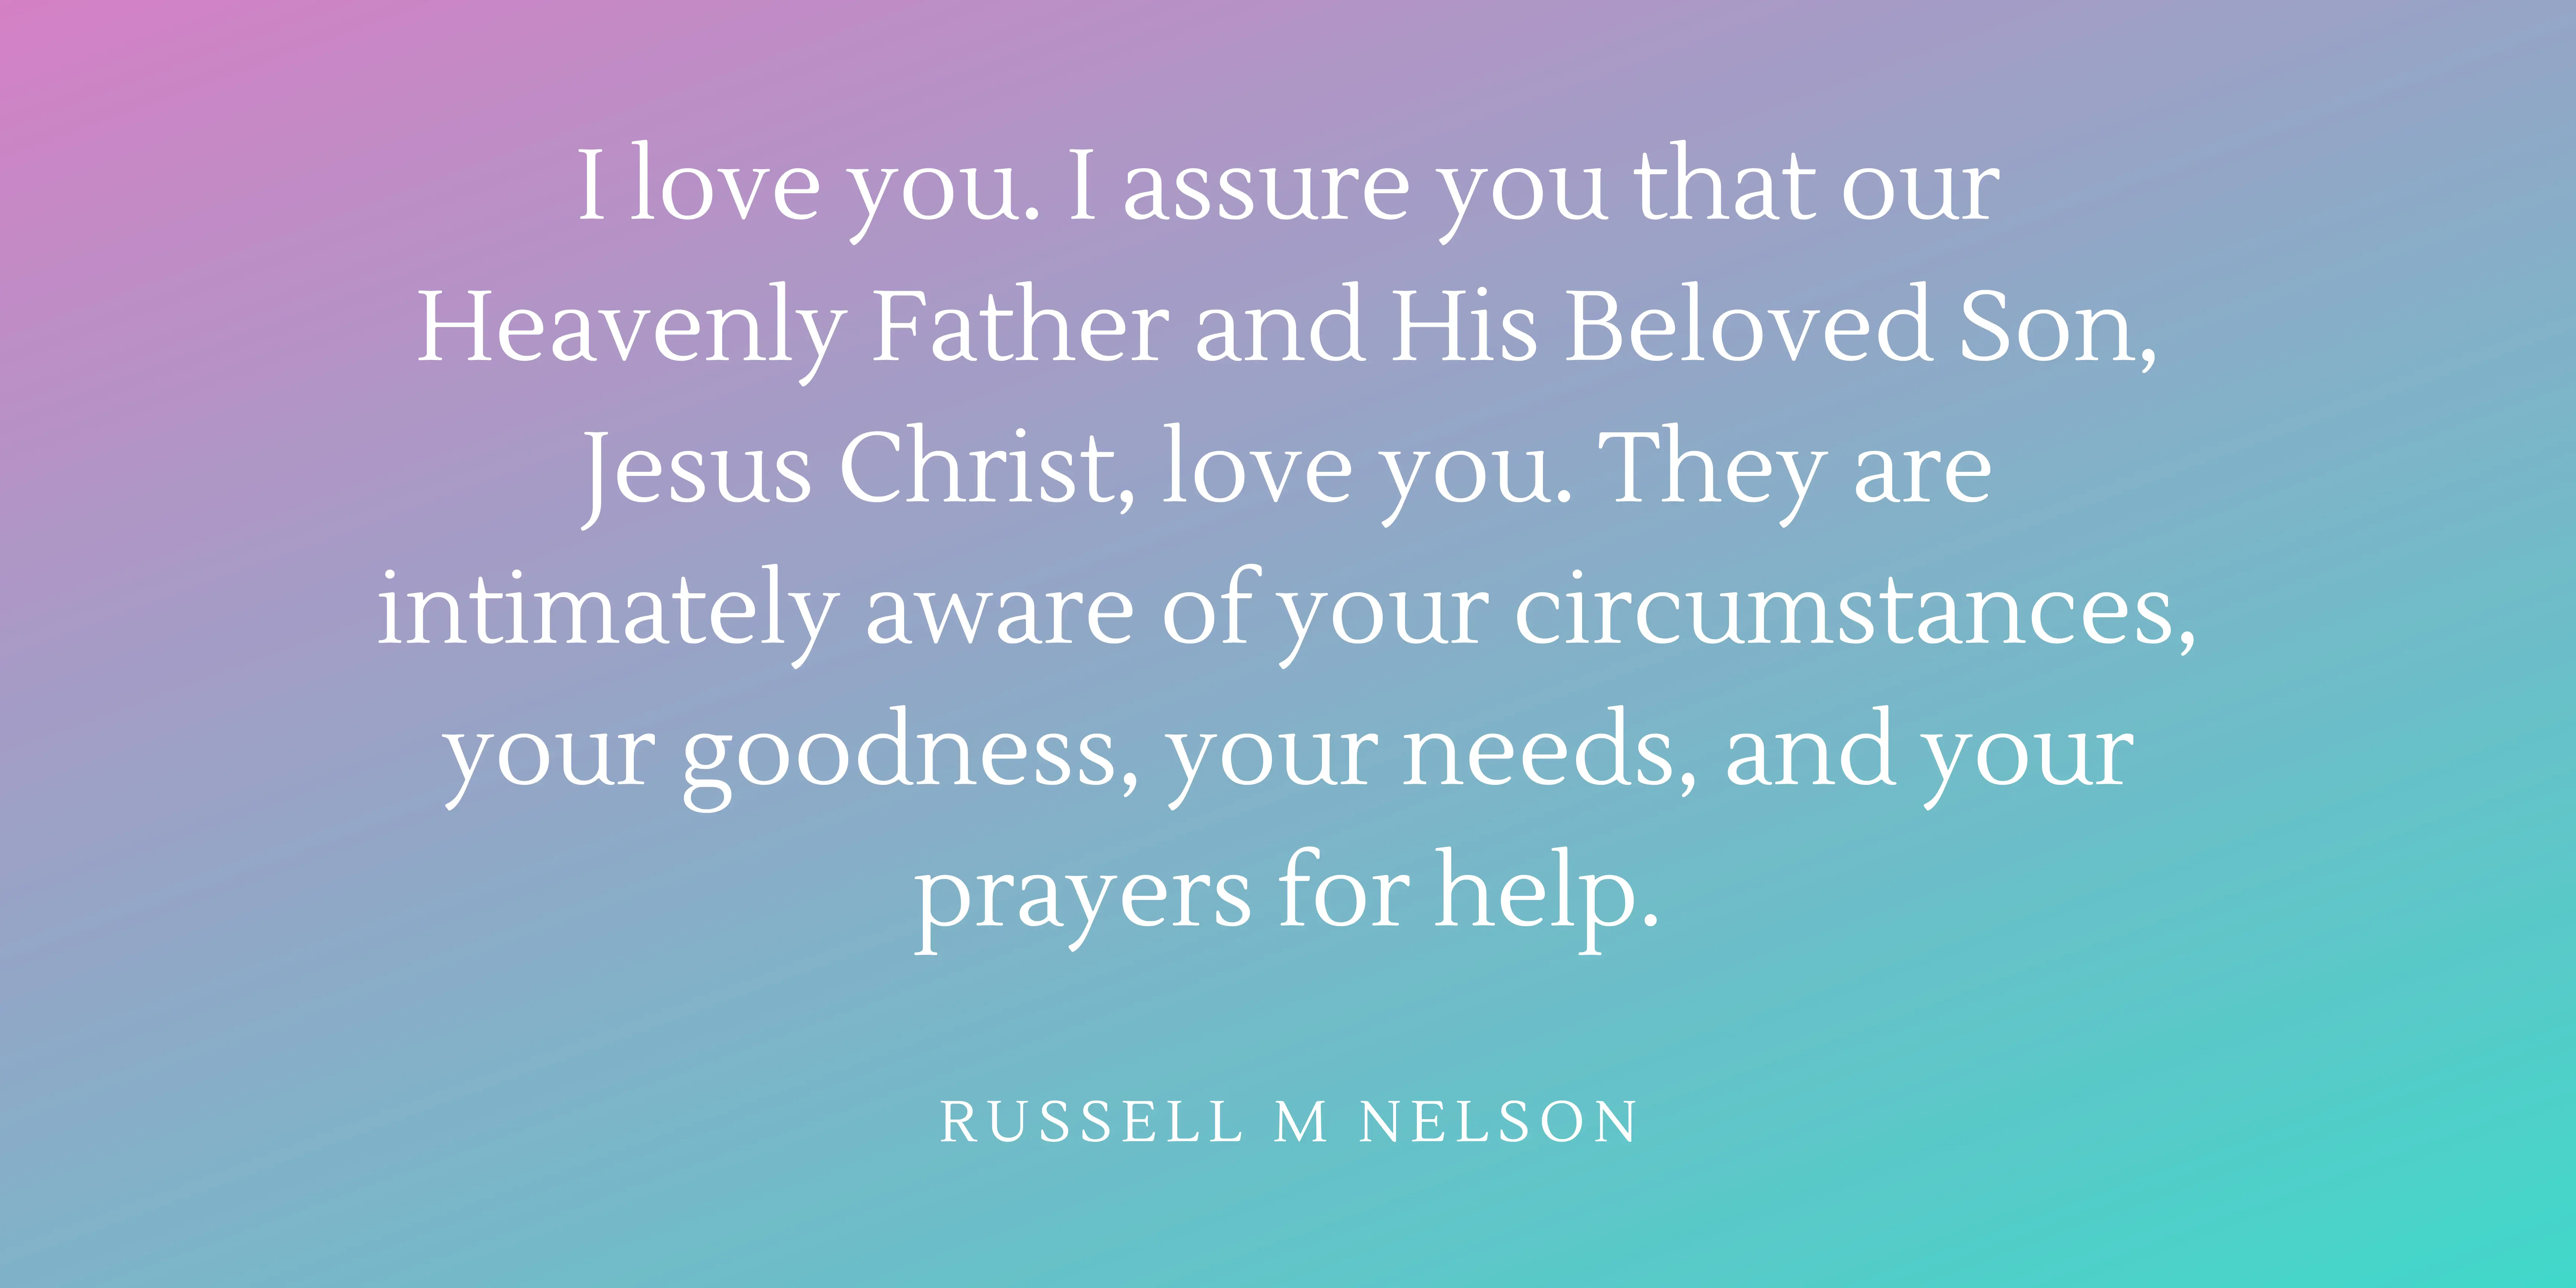 I love you. I assure you that our
Heavenly Father and His Beloved Son,
Jesus Christ, love you. They are
intimately aware of your circumstances,
your goodness, your needs, and your
prayers for help.
RUSSELL M NELSON